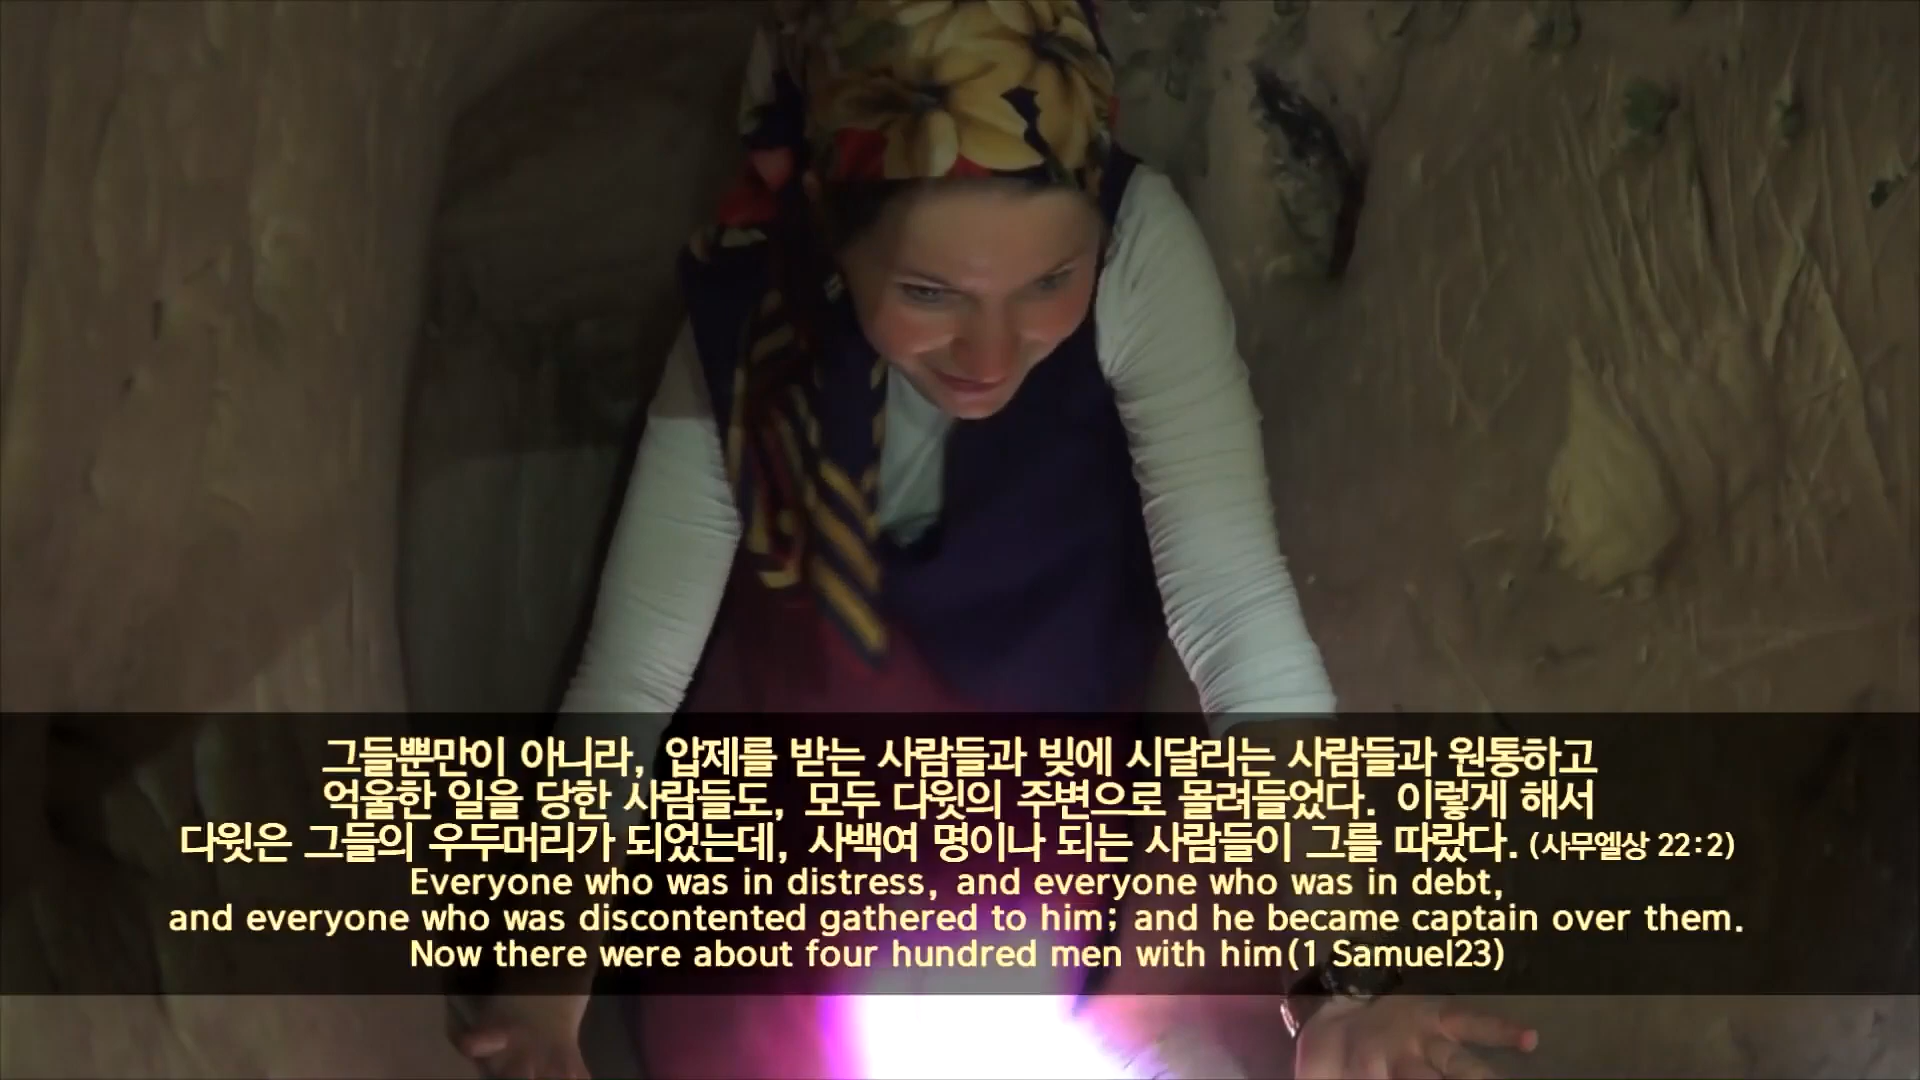 그들뿐만이 아니라, 압제를 받는 사람들과 빚에 시달리는 사람들과 원통하고
억울한 일을 당한 사람들도, 모두 다윗의 주변으로 몰려들었다. 이렇게 해서
다윗은 그들의 우두머리가 되었는데, 사백여 명이나 되는 사람들이 그를 따랐다. (사무엘상 22:2)
Everyone who was in distress, and everyone who was in debt,
and everyone who was discontented gathered to him; and he became captain over them.
Now there were about four hundred men with him(1 Samuel23)